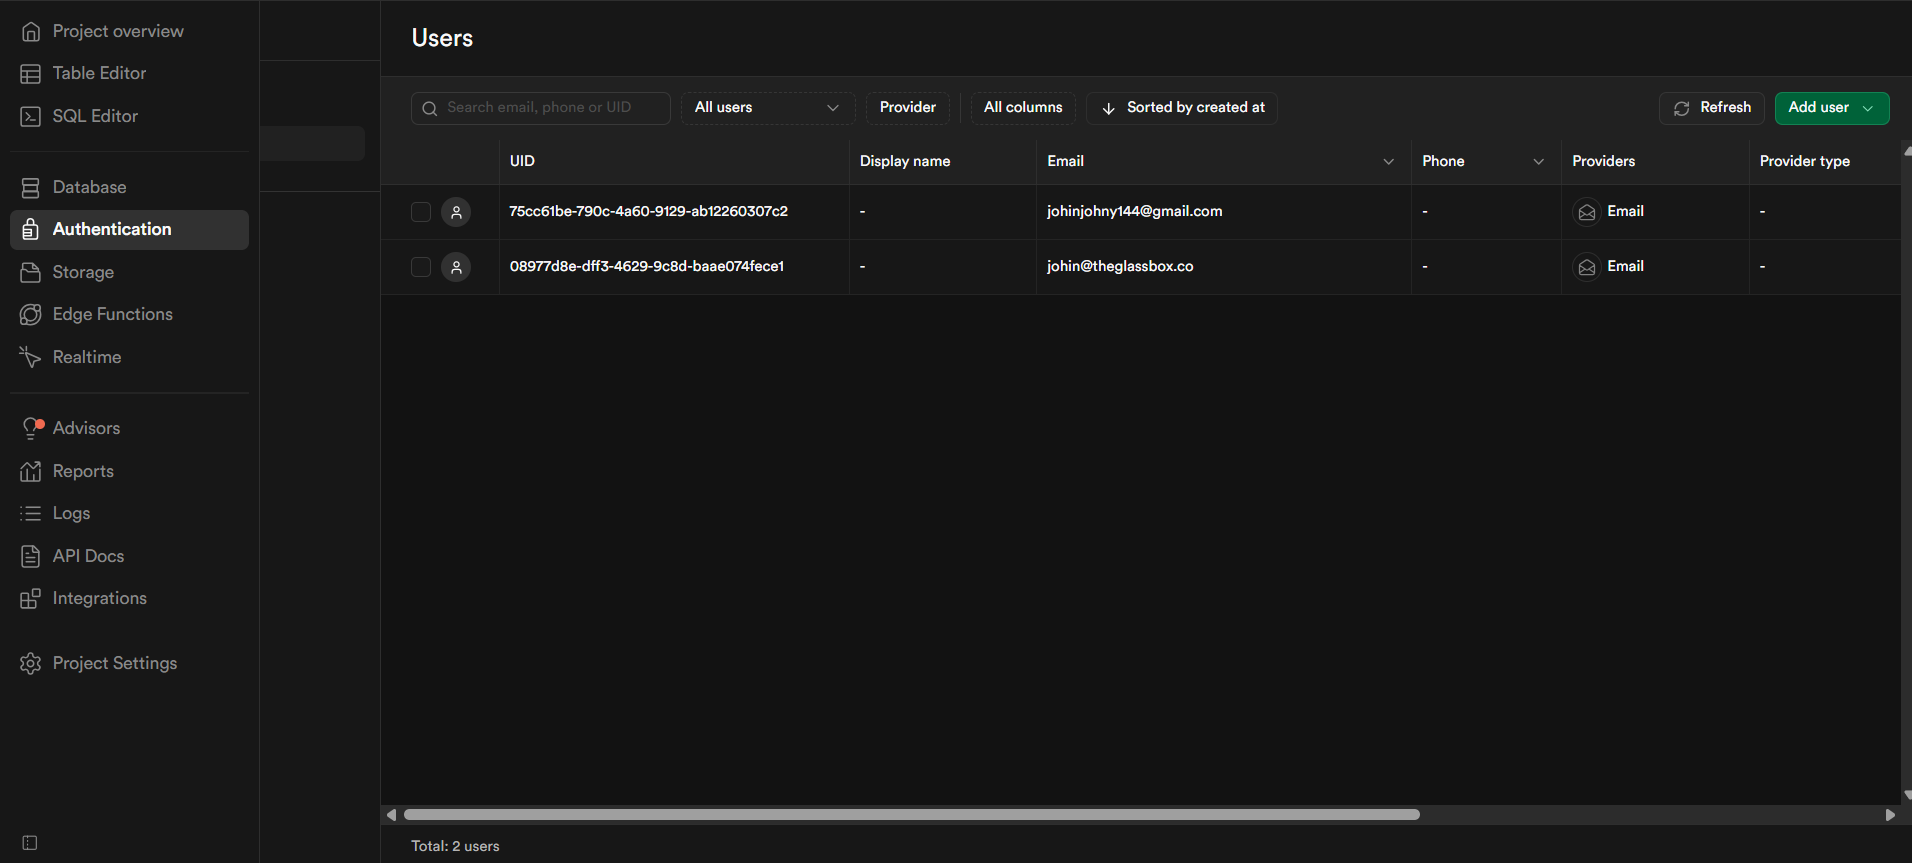 Project overview
Table Editor
SQL Editor
Database
Authentication
Storage
Edge Functions
Realtime
Advisors
Reports
Logs
API Docs
Integrations
Project Settings
Users
Search email, phone or UID
All users
Provider
All columns
Sorted by created at
Refresh
Add user
UID Display name Email Phone Providers Provider type
75cc61be-790c-4a60-9129-ab12260307c2 - johinjohny144@gmail.com - Email -
08977d8e-dff3-4629-9c8d-baae074fece1 - johin@theglassbox.co - Email -
Total: 2 users